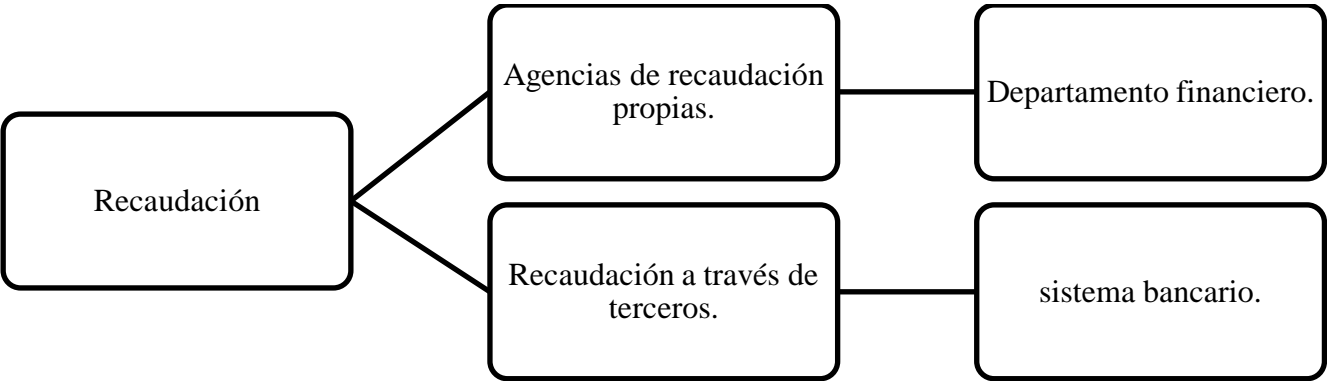 Recaudación
Agencias de recaudación
propias.
Departamento financiero.
Recaudación a través de
terceros.
sistema bancario.